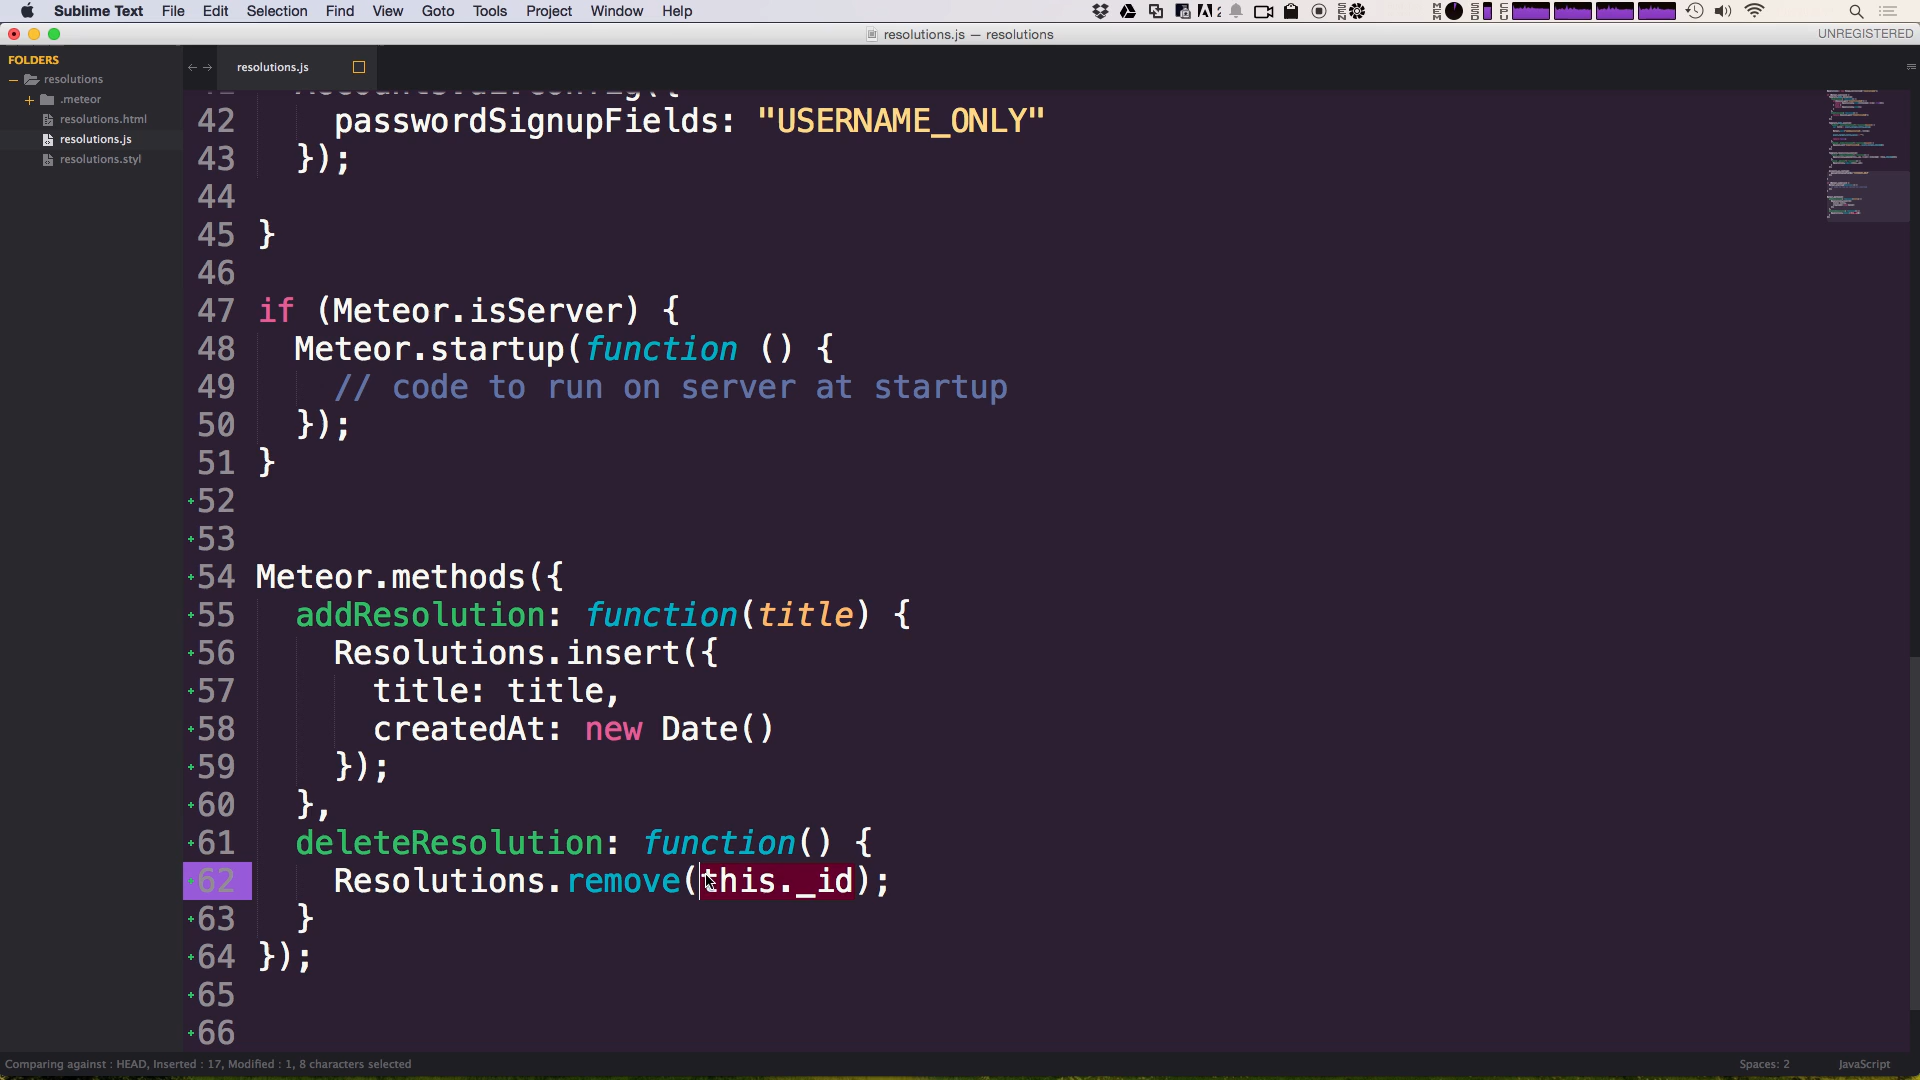 Sublime Text File Edit Selection Find View Goto Tools Project Window Help
resolutions.js — resolutions
UNREGISTERED
FOLDERS
resolutions
.meteor
resolutions.html
resolutions.js
resolutions.styl
resolutions.js
42 passwordSignupFields: "USERNAME_ONLY"
43 });
44
45 }
46
47 if (Meteor.isServer) {
48 Meteor.startup(function () {
49 // code to run on server at startup
50 });
51 }
52
53
54 Meteor.methods({
55 addResolution: function(title) {
56 Resolutions.insert({
57 title: title,
58 createdAt: new Date()
59 });
60 },
61 deleteResolution: function() {
62 Resolutions.remove(this._id);
63 }
64 });
65
66
Comparing against : HEAD, Inserted : 17, Modified : 1, 8 characters selected
Spaces: 2 JavaScript